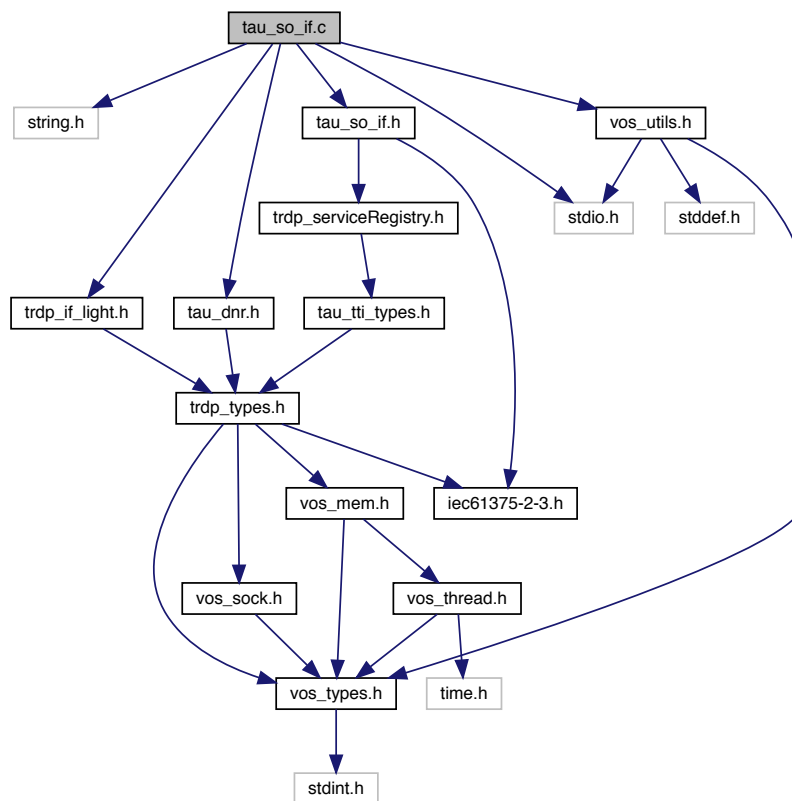 tau_so_if.c
string.h
tau_so_if.h
vos_utils.h
trdp_serviceRegistry.h
stdio.h
stddef.h
trdp_if_light.h
tau_dnr.h
tau_tti_types.h
trdp_types.h
vos_mem.h
iec61375-2-3.h
vos_sock.h
vos_thread.h
vos_types.h
time.h
stdint.h